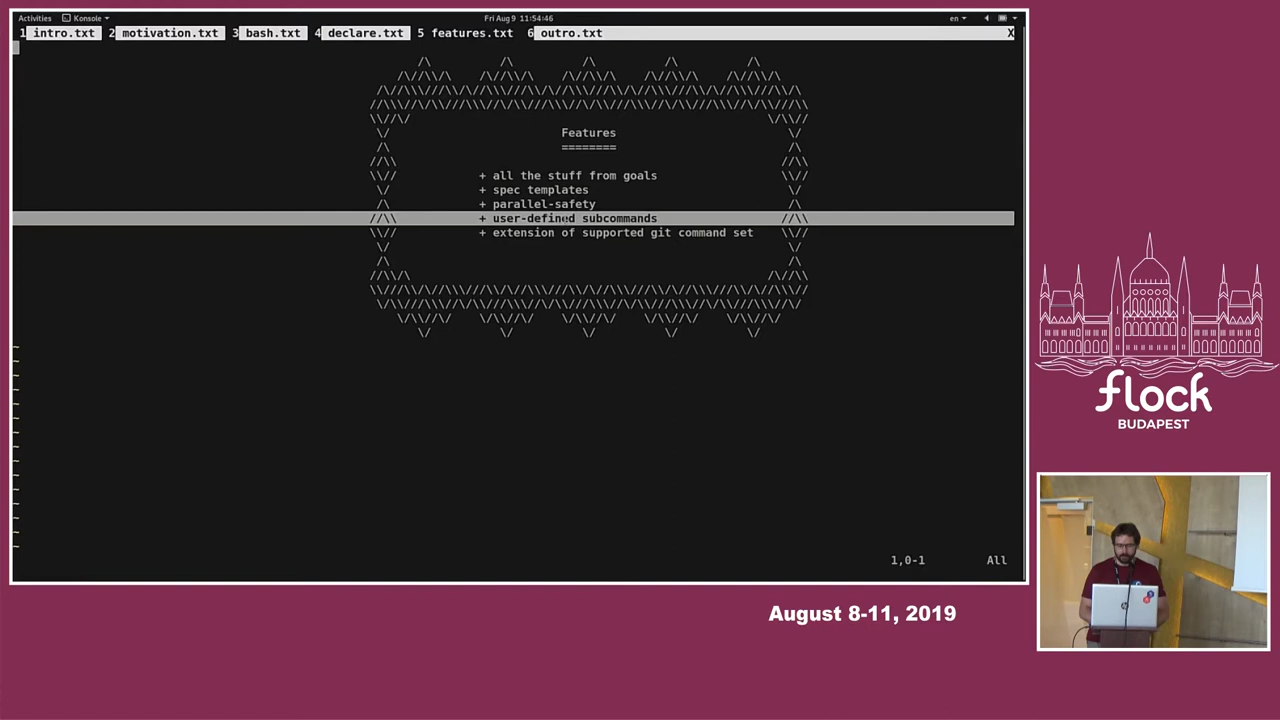 Activities Konsole Fri Aug 9 11:54:46 en
1 intro.txt 2 motivation.txt 3 bash.txt 4 declare.txt 5 features.txt 6 outro.txt X
Features
========
+ all the stuff from goals
+ spec templates
+ parallel-safety
+ user-defined subcommands
+ extension of supported git command set
1,0-1 All
flock
BUDAPEST
August 8-11, 2019